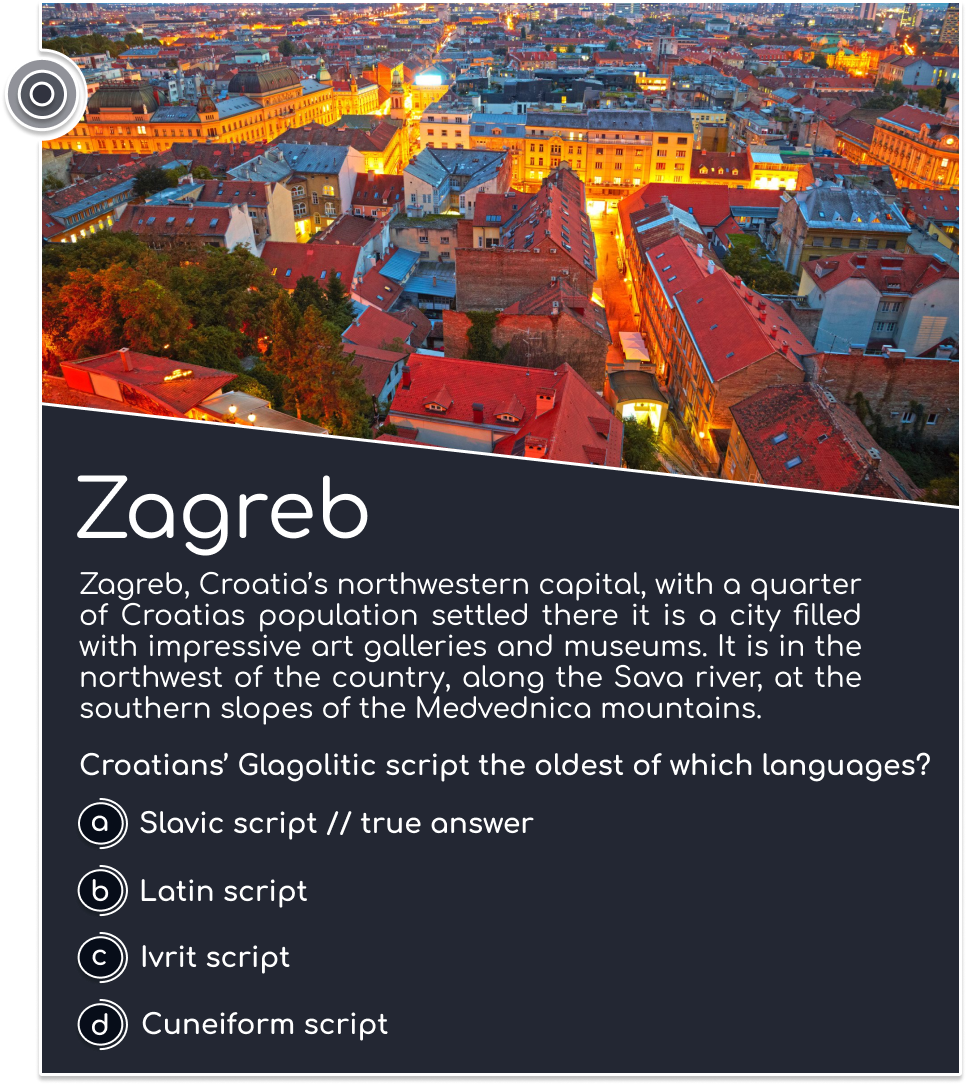 Zagreb
Zagreb, Croatia’s northwestern capital, with a quarter
of Croatias population settled there it is a city filled
with impressive art galleries and museums. It is in the
northwest of the country, along the Sava river, at the
southern slopes of the Medvednica mountains.
Croatians’ Glagolitic script the oldest of which languages?
a Slavic script // true answer
b Latin script
c Ivrit script
d Cuneiform script